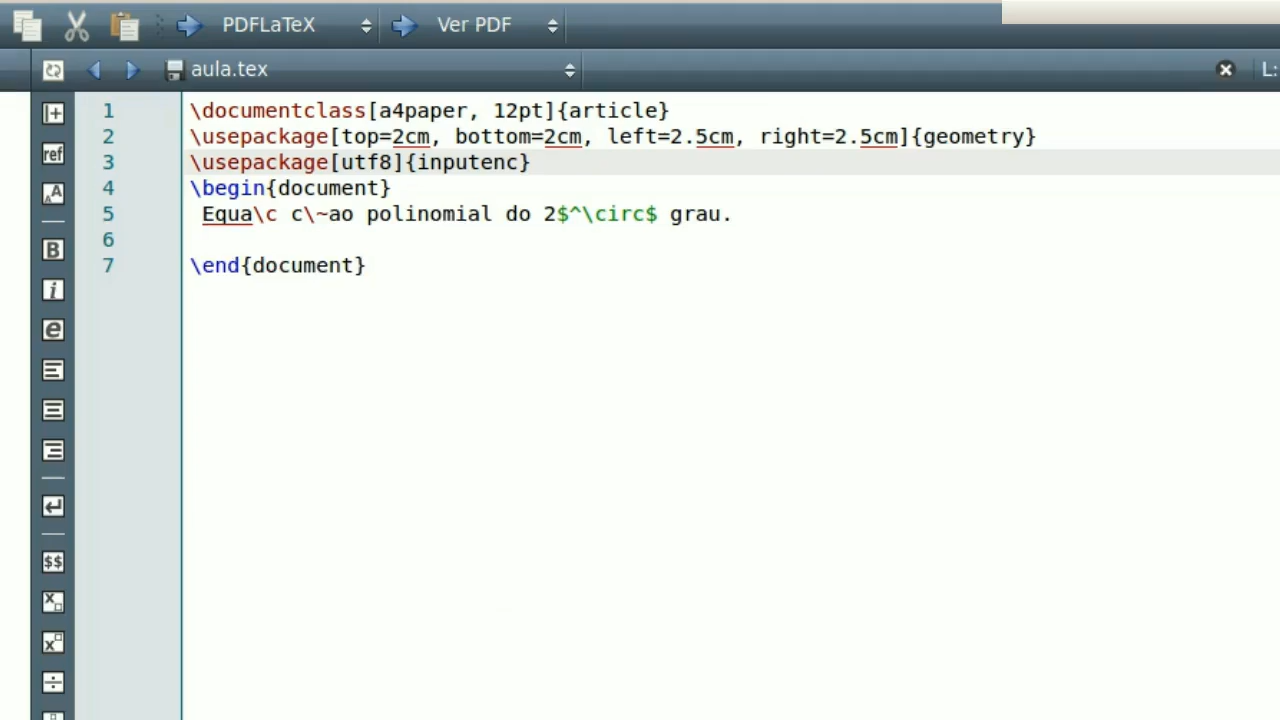 PDFLaTeX Ver PDF
aula.tex L:
1 \documentclass[a4paper, 12pt]{article}
2 \usepackage[top=2cm, bottom=2cm, left=2.5cm, right=2.5cm]{geometry}
3 \usepackage[utf8]{inputenc}
4 \begin{document}
5 Equa\c c\~ao polinomial do 2$^\circ$ grau.
6
7 \end{document}
ref
A A
B
i
e
$$
x
x